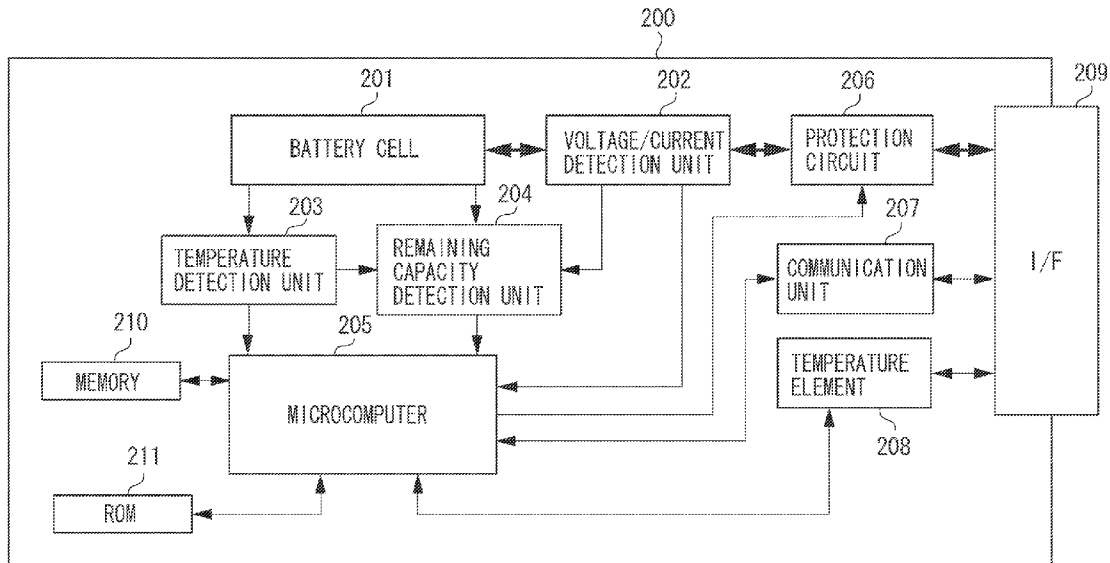 200
201
202
206
209
BATTERY CELL
VOLTAGE/CURRENT
DETECTION UNIT
PROTECTION
CIRCUIT
203
204
207
TEMPERATURE
DETECTION UNIT
REMAINING
CAPACITY
DETECTION UNIT
COMMUNICATION
UNIT
I/F
210
205
MEMORY
MICROCOMPUTER
TEMPERATURE
ELEMENT
208
211
ROM